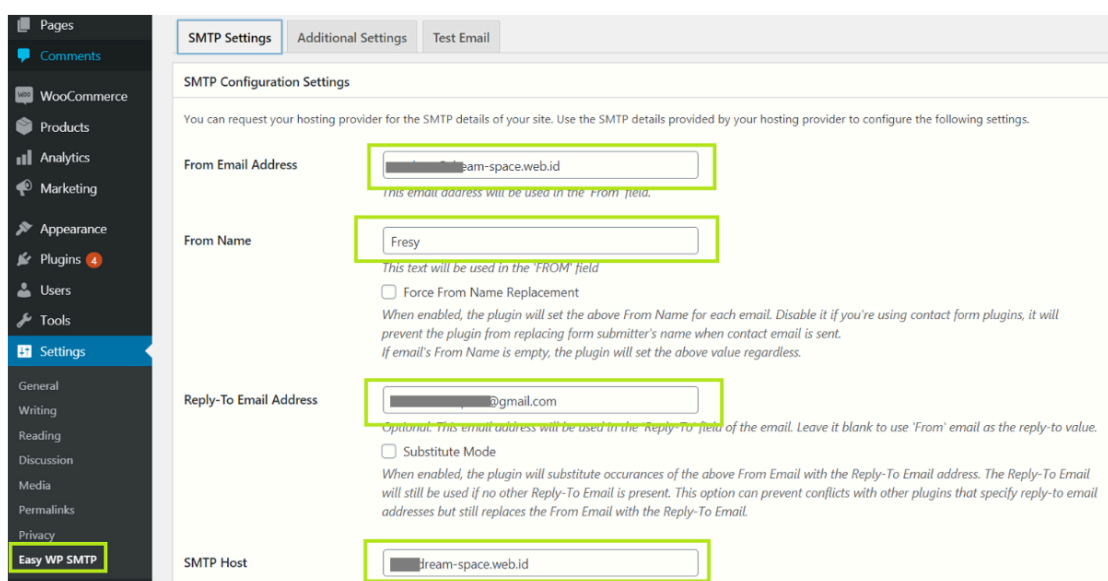 Pages
Comments
WooCommerce
Products
Analytics
Marketing
Appearance
Plugins 4
Users
Tools
Settings
General
Writing
Reading
Discussion
Media
Permalinks
Privacy
Easy WP SMTP
SMTP Settings
Additional Settings
Test Email
SMTP Configuration Settings
You can request your hosting provider for the SMTP details of your site. Use the SMTP details provided by your hosting provider to configure the following settings.
From Email Address
eam-space.web.id
This email address will be used in the 'From' field.
From Name
Fresy
This text will be used in the 'FROM' field
Force From Name Replacement
When enabled, the plugin will set the above From Name for each email. Disable it if you're using contact form plugins, it will
prevent the plugin from replacing form submitter's name when contact email is sent.
If email's From Name is empty, the plugin will set the above value regardless.
Reply-To Email Address
@gmail.com
Optional. This email address will be used in the 'Reply-To' field of the email. Leave it blank to use 'From' email as the reply-to value.
Substitute Mode
When enabled, the plugin will substitute occurances of the above From Email with the Reply-To Email address. The Reply-To Email
will still be used if no other Reply-To Email is present. This option can prevent conflicts with other plugins that specify reply-to email
addresses but still replaces the From Email with the Reply-To Email.
SMTP Host
dream-space.web.id